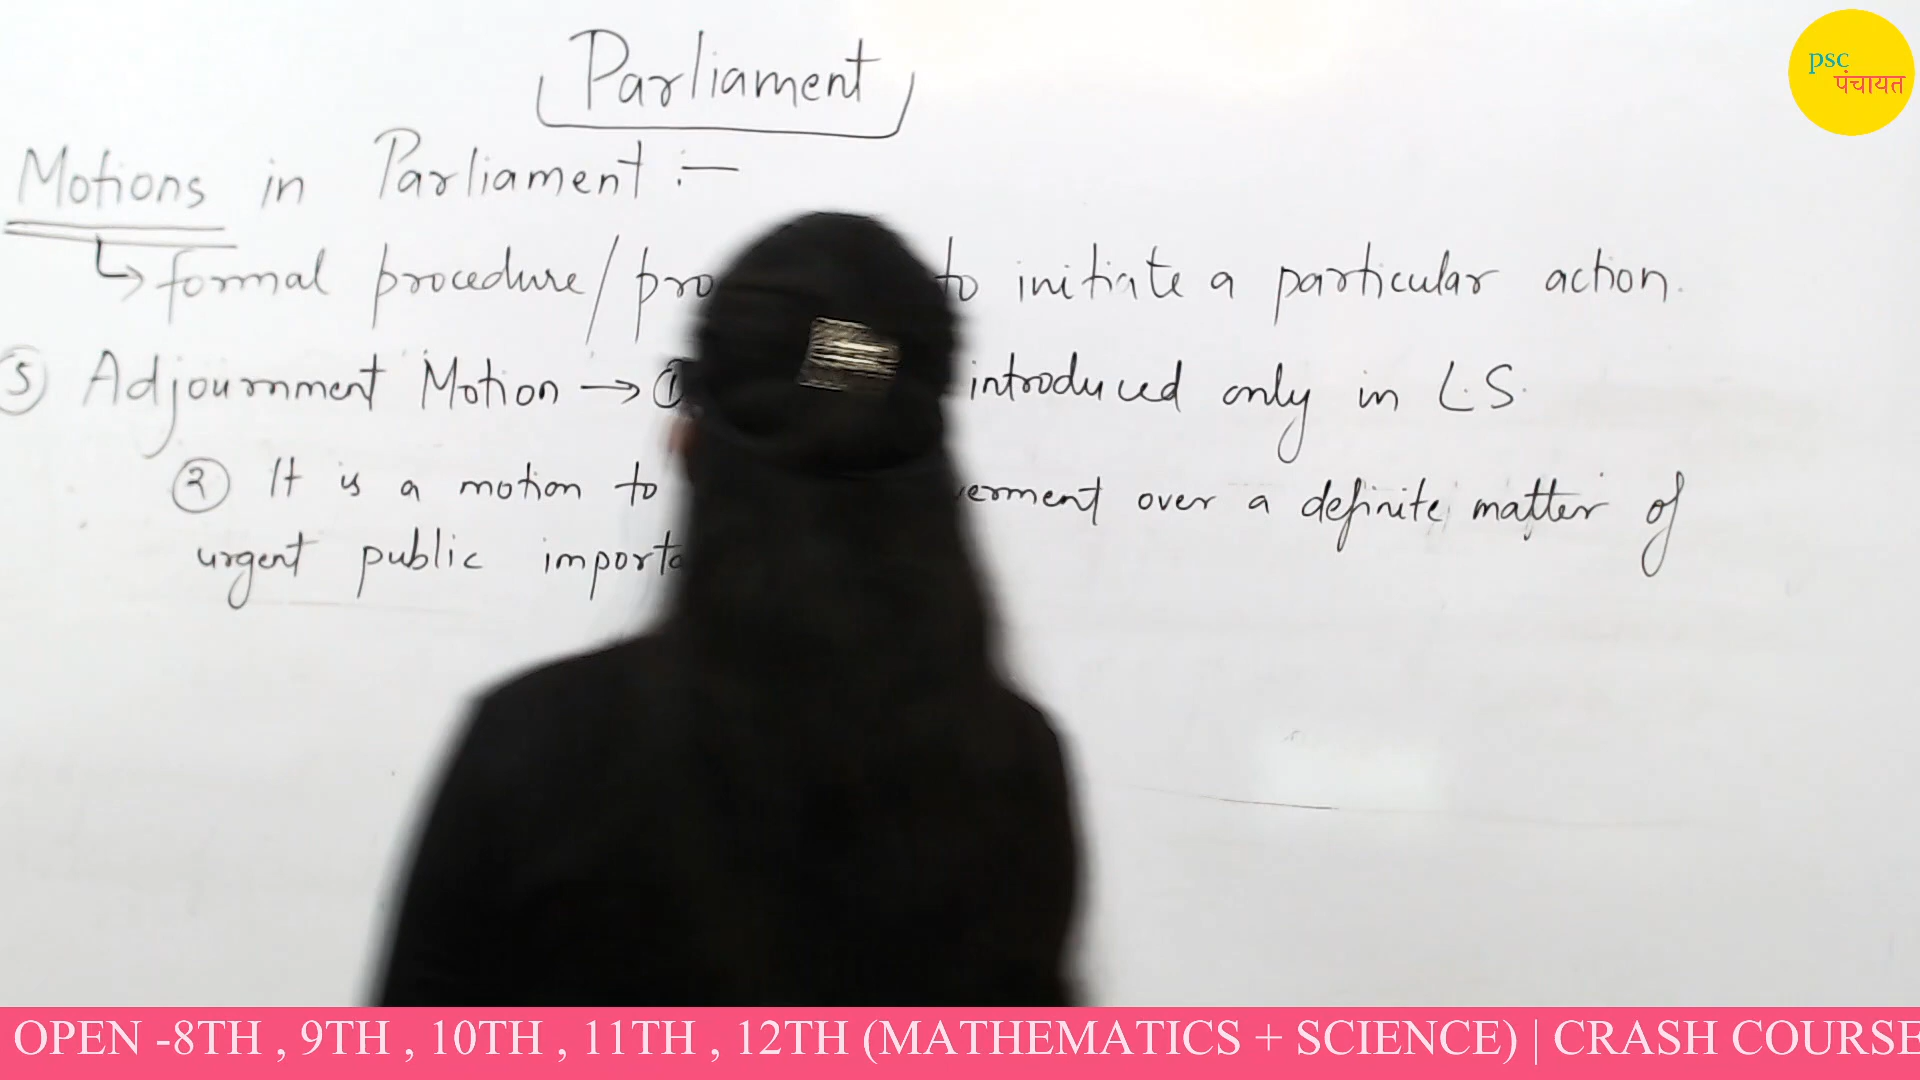 Parliament
psc
पंचायत
Motions in Parliament :-
↳ formal procedure/ to initiate a particular action.
⑤ Adjournment Motion → ① introduced only in L.S.
② It is a motion to over a definite matter of
urgent public
OPEN -8TH , 9TH , 10TH , 11TH , 12TH (MATHEMATICS + SCIENCE) | CRASH COURSE